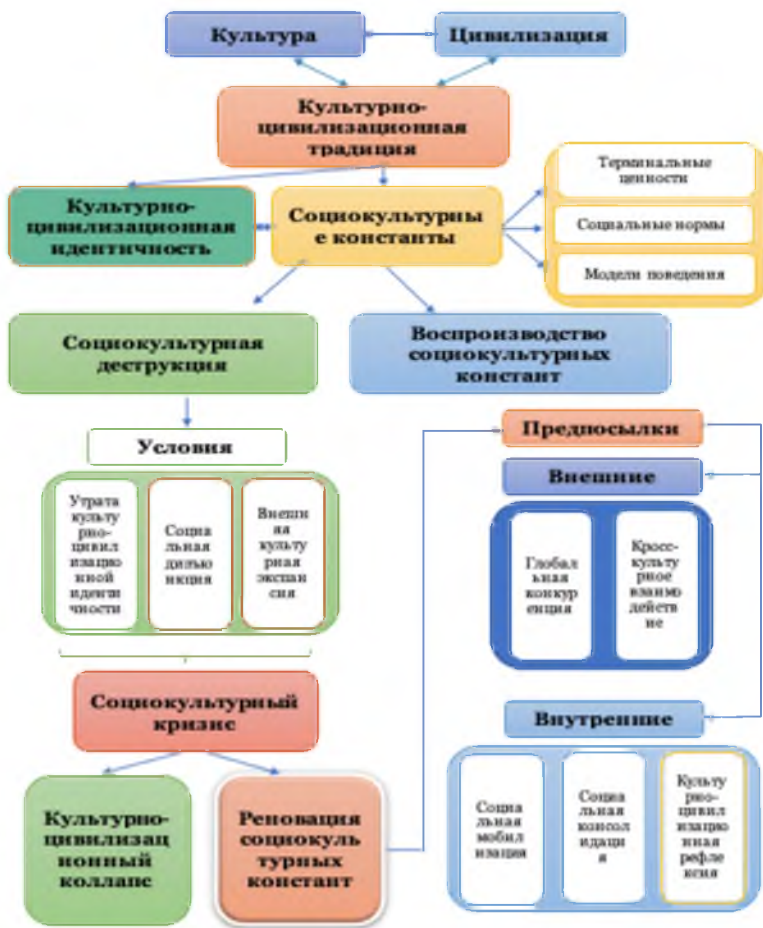 Культура
Цивилизация
Культурно-
цивилизационная
традиция
Культурно-
цивилизационная
идентичность
Социокультурны
е константы
Терминальные
ценности
Социальные нормы
Модели поведения
Социокультурная
деструкция
Воспроизводство
социокультурных
констант
Условия
Утрата
культу
рно-
цивил
изацио
нной
иденти
чности
Социа
льная
дизъю
нкция
Внешн
яя
культу
рная
экспан
сия
Социокультурный
кризис
Культурно-
цивилизац
ионный
коллапс
Реновация
социокуль
турных
констант
Предпосылки
Внешние
Глобал
ьная
конкур
енция
Кросс-
культу
рное
взаимо
действ
ие
Внутренние
Социа
льная
мобил
изация
Социа
льная
консол
идаци
я
Культу
рно-
цивил
изацио
нная
рефле
ксия